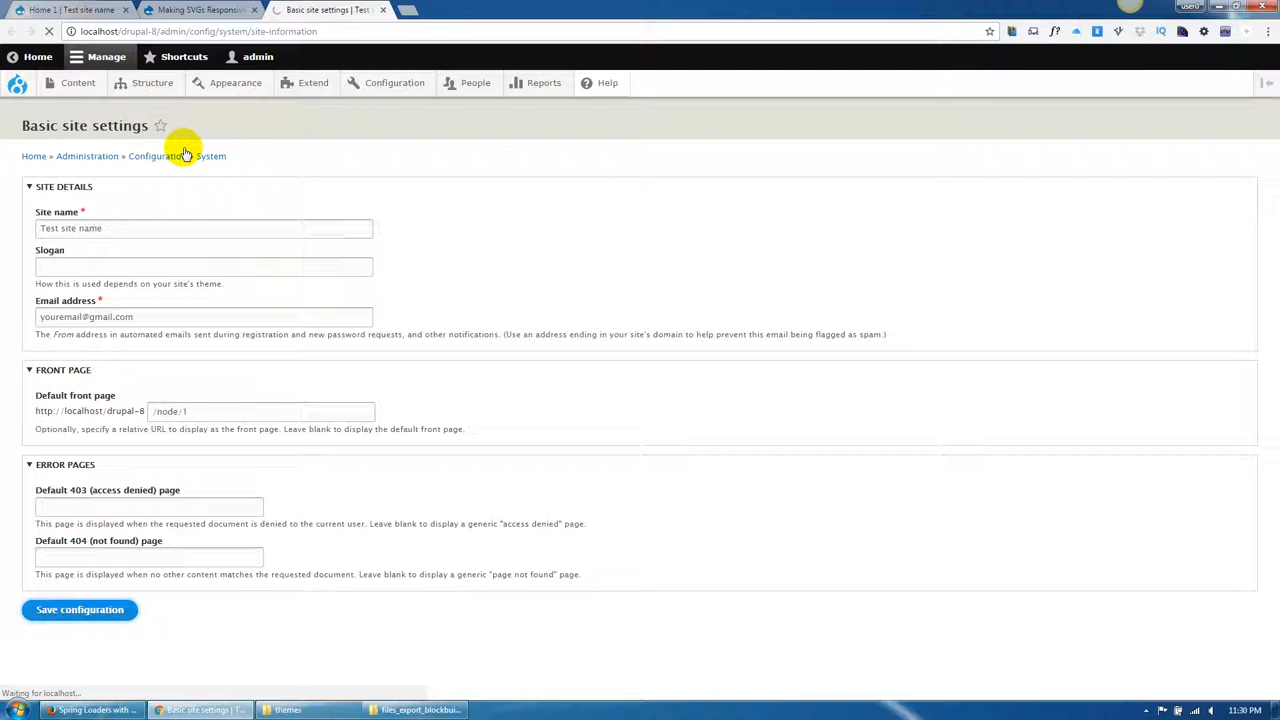 Home 1 | Test site name
Making SVGs Responsiv
Basic site settings | Test s
user0
localhost/drupal-8/admin/config/system/site-information
Home
Manage
Shortcuts
admin
Content
Structure
Appearance
Extend
Configuration
People
Reports
Help
Basic site settings
Home » Administration » Configuration » System
SITE DETAILS
Site name *
Test site name
Slogan
How this is used depends on your site's theme.
Email address *
youremail@gmail.com
The From address in automated emails sent during registration and new password requests, and other notifications. (Use an address ending in your site's domain to help prevent this email being flagged as spam.)
FRONT PAGE
Default front page
http://localhost/drupal-8 /node/1
Optionally, specify a relative URL to display as the front page. Leave blank to display the default front page.
ERROR PAGES
Default 403 (access denied) page
This page is displayed when the requested document is denied to the current user. Leave blank to display a generic "access denied" page.
Default 404 (not found) page
This page is displayed when no other content matches the requested document. Leave blank to display a generic "page not found" page.
Save configuration
Waiting for localhost...
Spring Loaders with ...
Basic site settings | T...
themes
files_export_blockbui...
11:30 PM